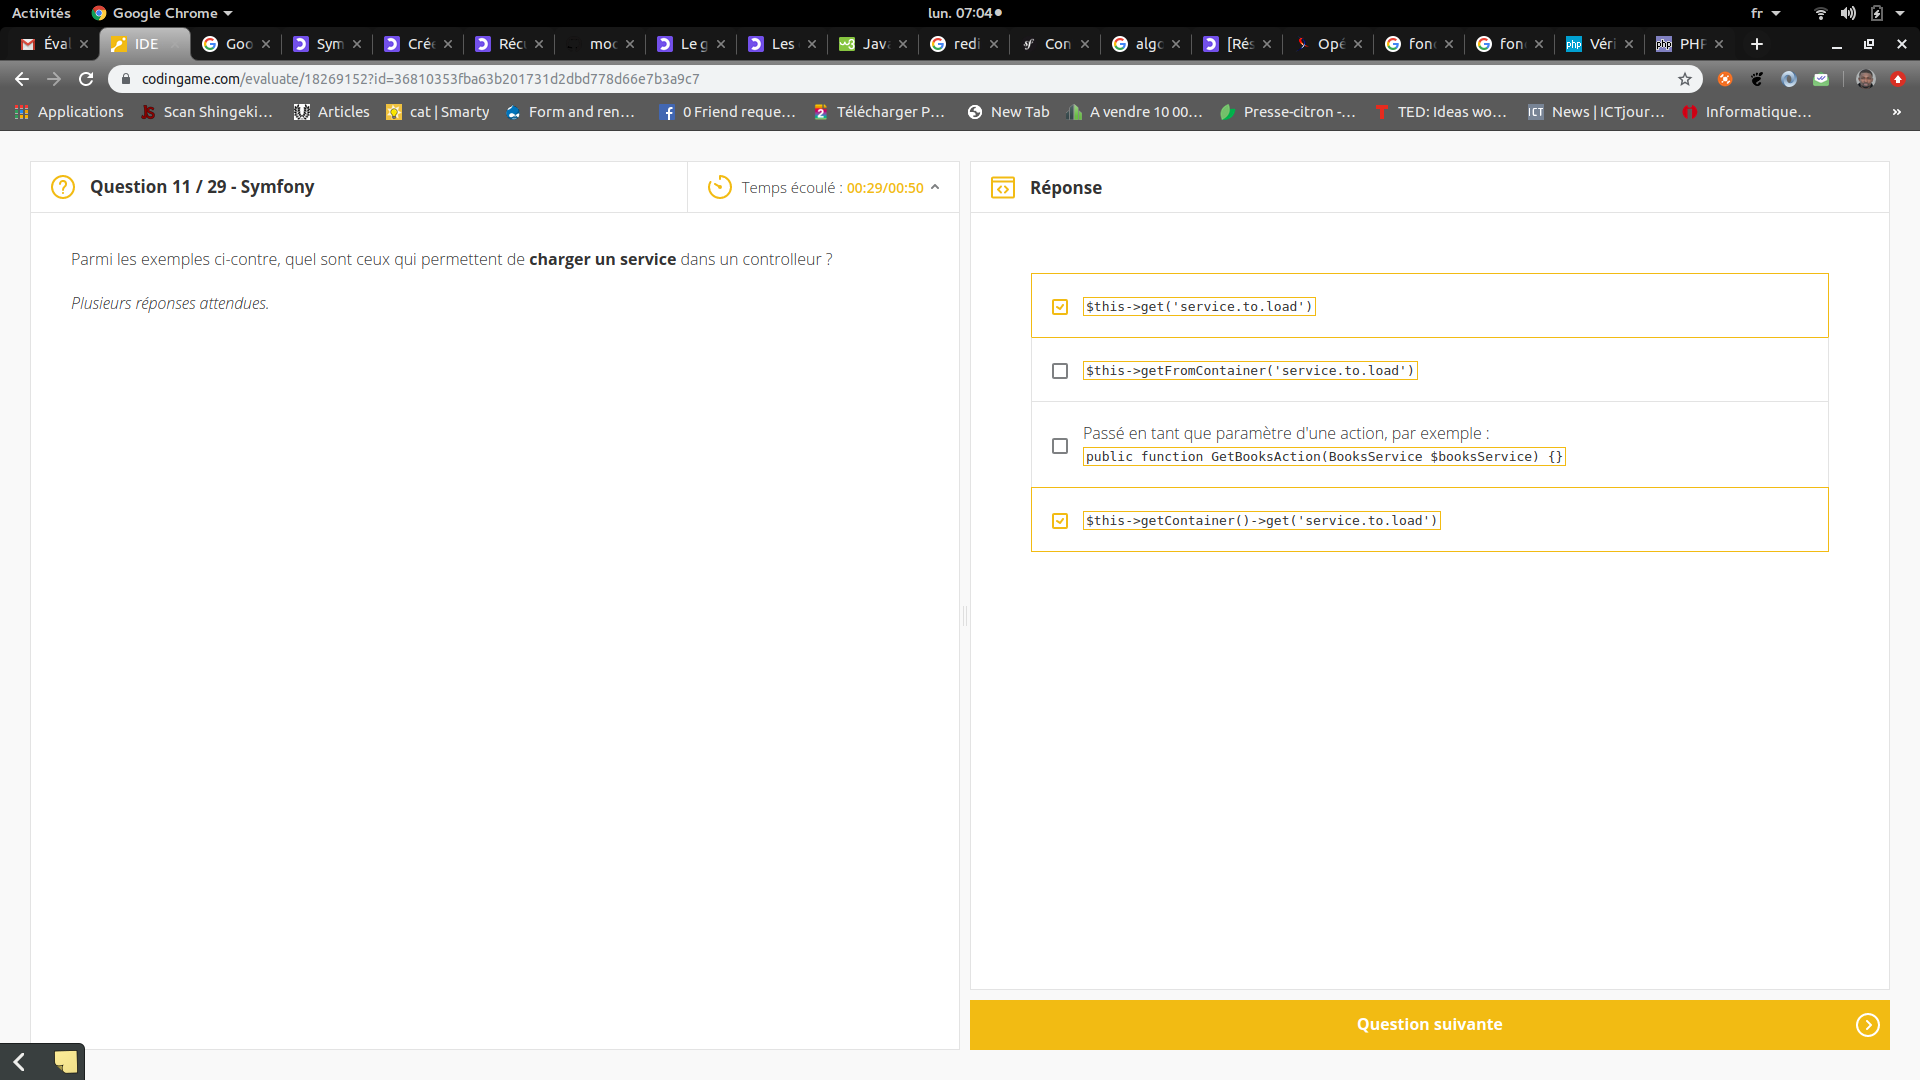 Activités
Google Chrome
lun. 07:04
fr
Éval
IDE
Goo
Sym
Cré
Récu
moc
Le g
Les
Java
redi
Con
algo
[Rés
Opé
fonc
fonc
Véri
PHP
codingame.com/evaluate/18269152?id=36810353fba63b201731d2dbd778d66e7b3a9c7
Applications
Scan Shingeki...
Articles
cat | Smarty
Form and ren...
0 Friend reque...
Télécharger P...
New Tab
A vendre 10 00...
Presse-citron -...
TED: Ideas wo...
ICT
News | ICTjour...
Informatique...
»
Question 11 / 29 - Symfony
Temps écoulé : 00:29/00:50
Parmi les exemples ci-contre, quel sont ceux qui permettent de charger un service dans un controlleur ?
Plusieurs réponses attendues.
Réponse
$this->get('service.to.load')
$this->getFromContainer('service.to.load')
Passé en tant que paramètre d'une action, par exemple :
public function GetBooksAction(BooksService $booksService) {}
$this->getContainer()->get('service.to.load')
Question suivante